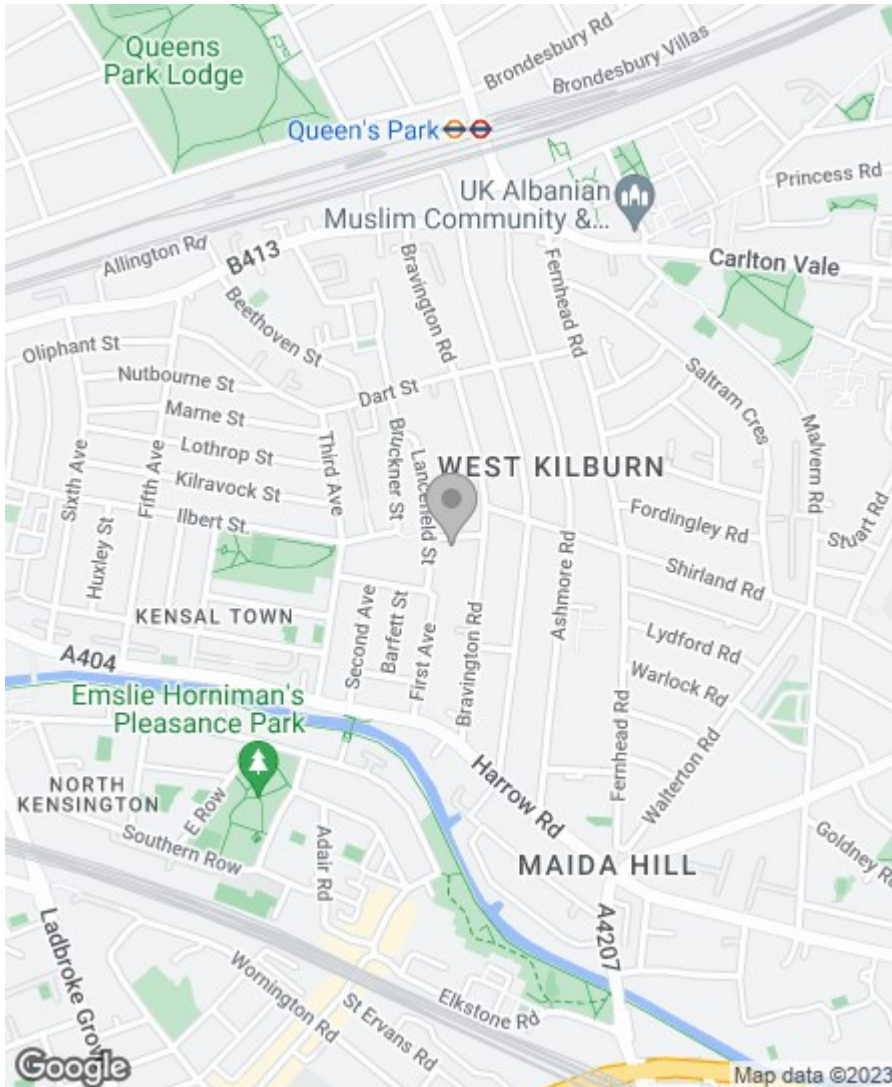 Queens
Park Lodge
Brondesbury Rd
Brondesbury Villas
Queen's Park
UK Albanian
Muslim Community &...
Princess Rd
Allington Rd
B413
Carlton Vale
Bravington Rd
Fernhead Rd
Beethoven St
Oliphant St
Nutbourne St
Dart St
Saltram Cres
Marne St
Malvern Rd
Lothrop St
Third Ave
Bruckner St
Lancefield St
WEST KILBURN
Sixth Ave
Fifth Ave
Kilravock St
Ilbert St.
Huxley St
Fordingley Rd
Stuart Rd
Ashmore Rd
Shirland Rd
KENSAL TOWN
Second Ave
Barfett St
First Ave
Bravington Rd
Lydford Rd
A404
Warlock Rd
Emslie Horniman's
Pleasance Park
Fernhead Rd
Walterton Rd
Harrow Rd
NORTH
KENSINGTON
E Row
Southern Row
Adair Rd
MAIDA HILL
Goldney Rd
Ladbroke Grov
A4207
Wornington Rd
St Ervans Rd
Elkstone Rd
Google
Map data ©2023